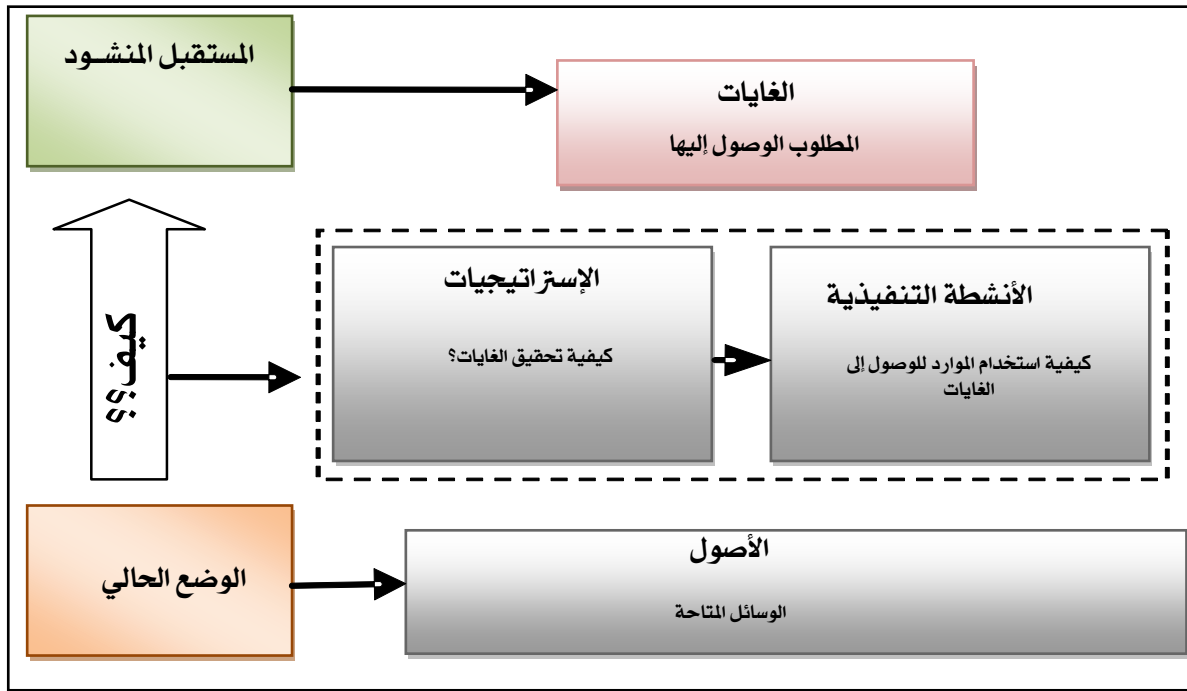 المستقبل المنشـود
الغايات
المطلوب الوصول إليها
كيف؟؟
الإستراتيجيات
كيفية تحقيق الغايات؟
الأنشطة التنفيذية
كيفية استخدام الموارد للوصول إلى
الغايات
الوضع الحالي
الأصول
الوسائل المتاحة